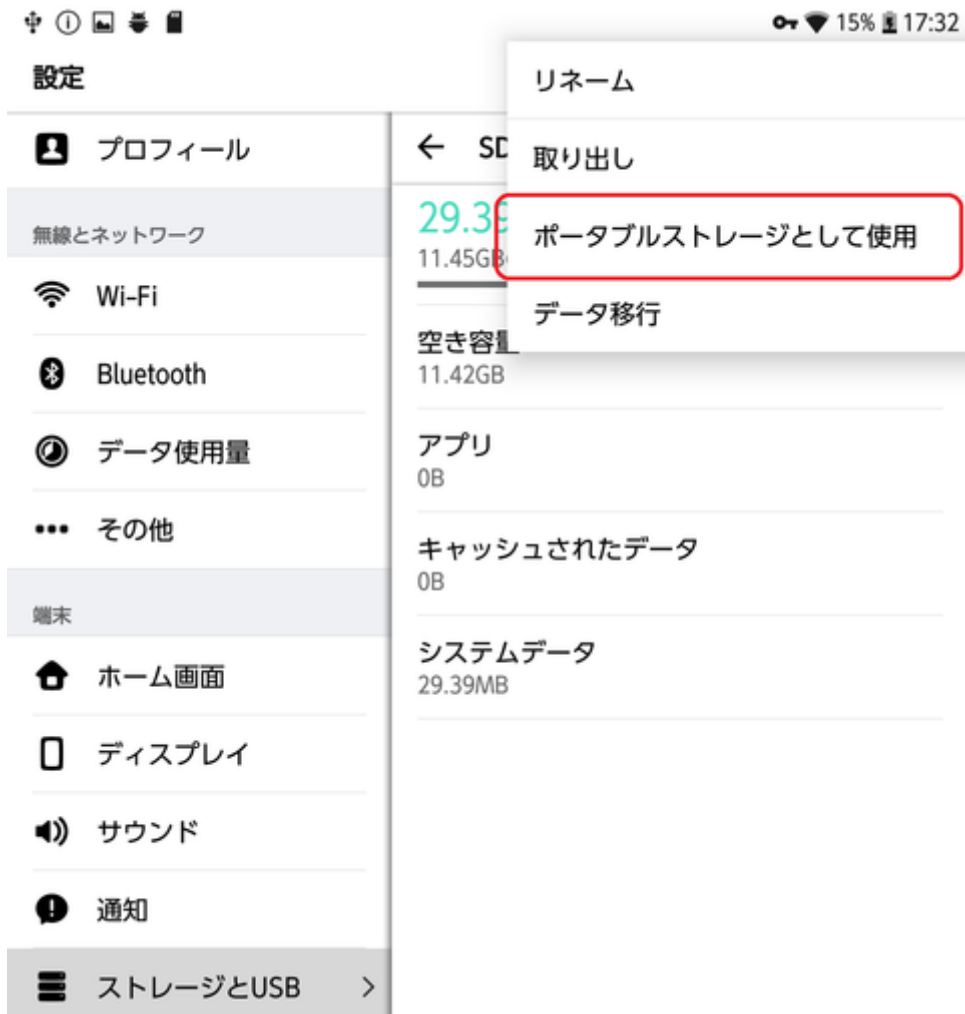 15% 17:32
設定
プロフィール
無線とネットワーク
Wi-Fi
Bluetooth
データ使用量
その他
端末
ホーム画面
ディスプレイ
サウンド
通知
ストレージとUSB
リネーム
取り出し
ポータブルストレージとして使用
データ移行
29.39
11.45GB
空き容量
11.42GB
アプリ
0B
キャッシュされたデータ
0B
システムデータ
29.39MB